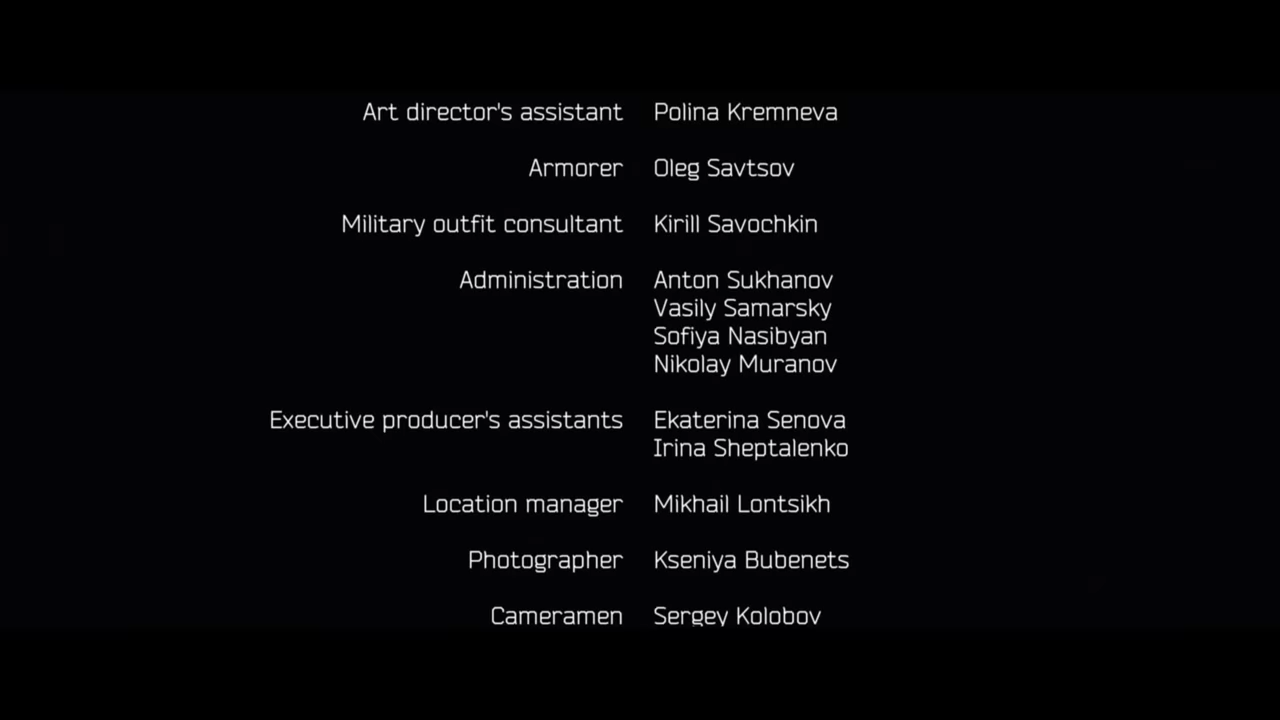 Art director's assistant Polina Kremneva
Armorer Oleg Savtsov
Military outfit consultant Kirill Savochkin
Administration Anton Sukhanov
Vasily Samarsky
Sofiya Nasibyan
Nikolay Muranov
Executive producer's assistants Ekaterina Senova
Irina Sheptalenko
Location manager Mikhail Lontsikh
Photographer Kseniya Bubenets
Cameramen Sergey Kolobov